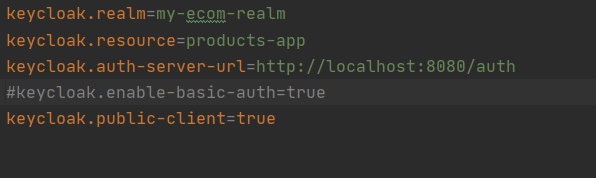 keycloak.realm=my-ecom-realm
keycloak.resource=products-app
keycloak.auth-server-url=http://localhost:8080/auth
#keycloak.enable-basic-auth=true
keycloak.public-client=true